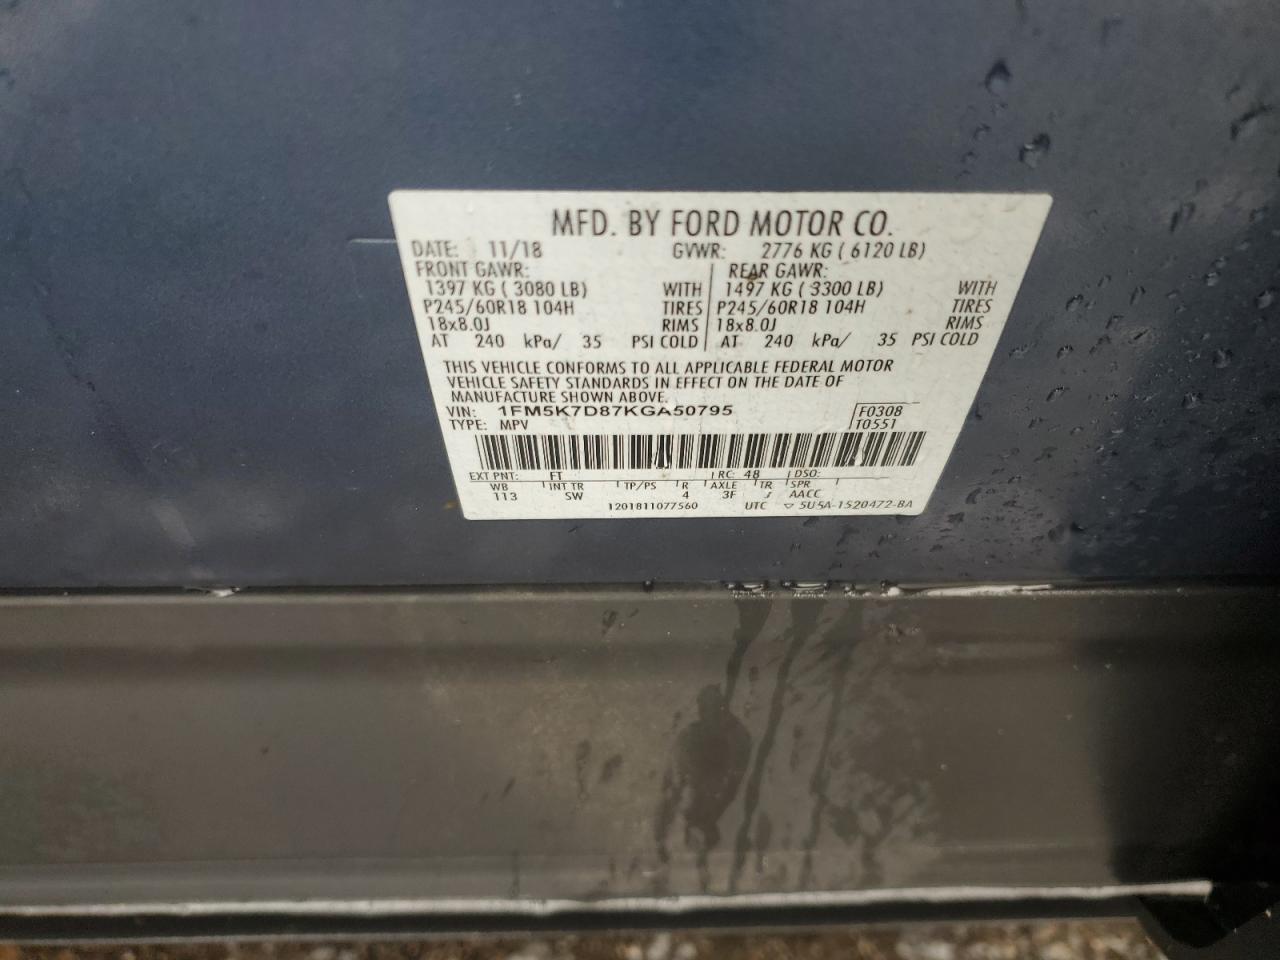 MFD. BY FORD MOTOR CO.
DATE: 11/18 GVWR: 2776 KG ( 6120 LB)
FRONT GAWR: REAR GAWR:
1397 KG ( 3080 LB) WITH 1497 KG ( 3300 LB) WITH
P245/60R18 104H TIRES P245/60R18 104H TIRES
18x8.0J RIMS 18x8.0J RIMS
AT 240 kPa/ 35 PSI COLD AT 240 kPa/ 35 PSI COLD
THIS VEHICLE CONFORMS TO ALL APPLICABLE FEDERAL MOTOR
VEHICLE SAFETY STANDARDS IN EFFECT ON THE DATE OF
MANUFACTURE SHOWN ABOVE.
VIN: 1FM5K7D87KGA50795 F0308
TYPE: MPV T0551
EXT PNT: FT RC: 48 DSO:
WB INT TR TP/PS R AXLE TR SPR
113 SW 4 3F J AACC
1201811077560 UTC ▽ 5U5A-1520472-BA